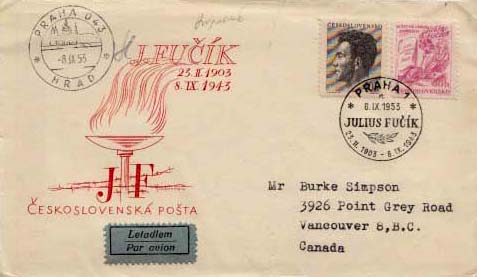 PRAHA 043
-8.IX.53
HRAD
J. FUČÍK
23.II.1903
8.IX.1943
JF
ČESKOSLOVENSKÁ POŠTA
Letadlem
Par avion
ČESKOSLOVENSKO
PRAHA 1
8.IX.1953
JULIUS FUČÍK
23.II.1903 - 8.IX.1943
Mr Burke Simpson
3926 Point Grey Road
Vancouver 8,B.C.
Canada